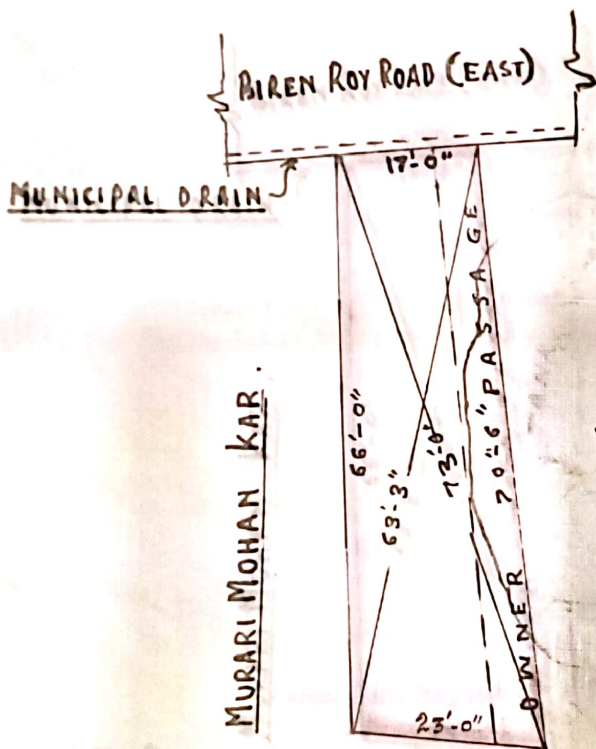 BIREN ROY ROAD (EAST)
17'-0"
MUNICIPAL DRAIN
MURARI MOHAN KAR.
66'-0"
63'-3"
73'-0"
70'-6"
OWNER PASSAGE
23'-0"